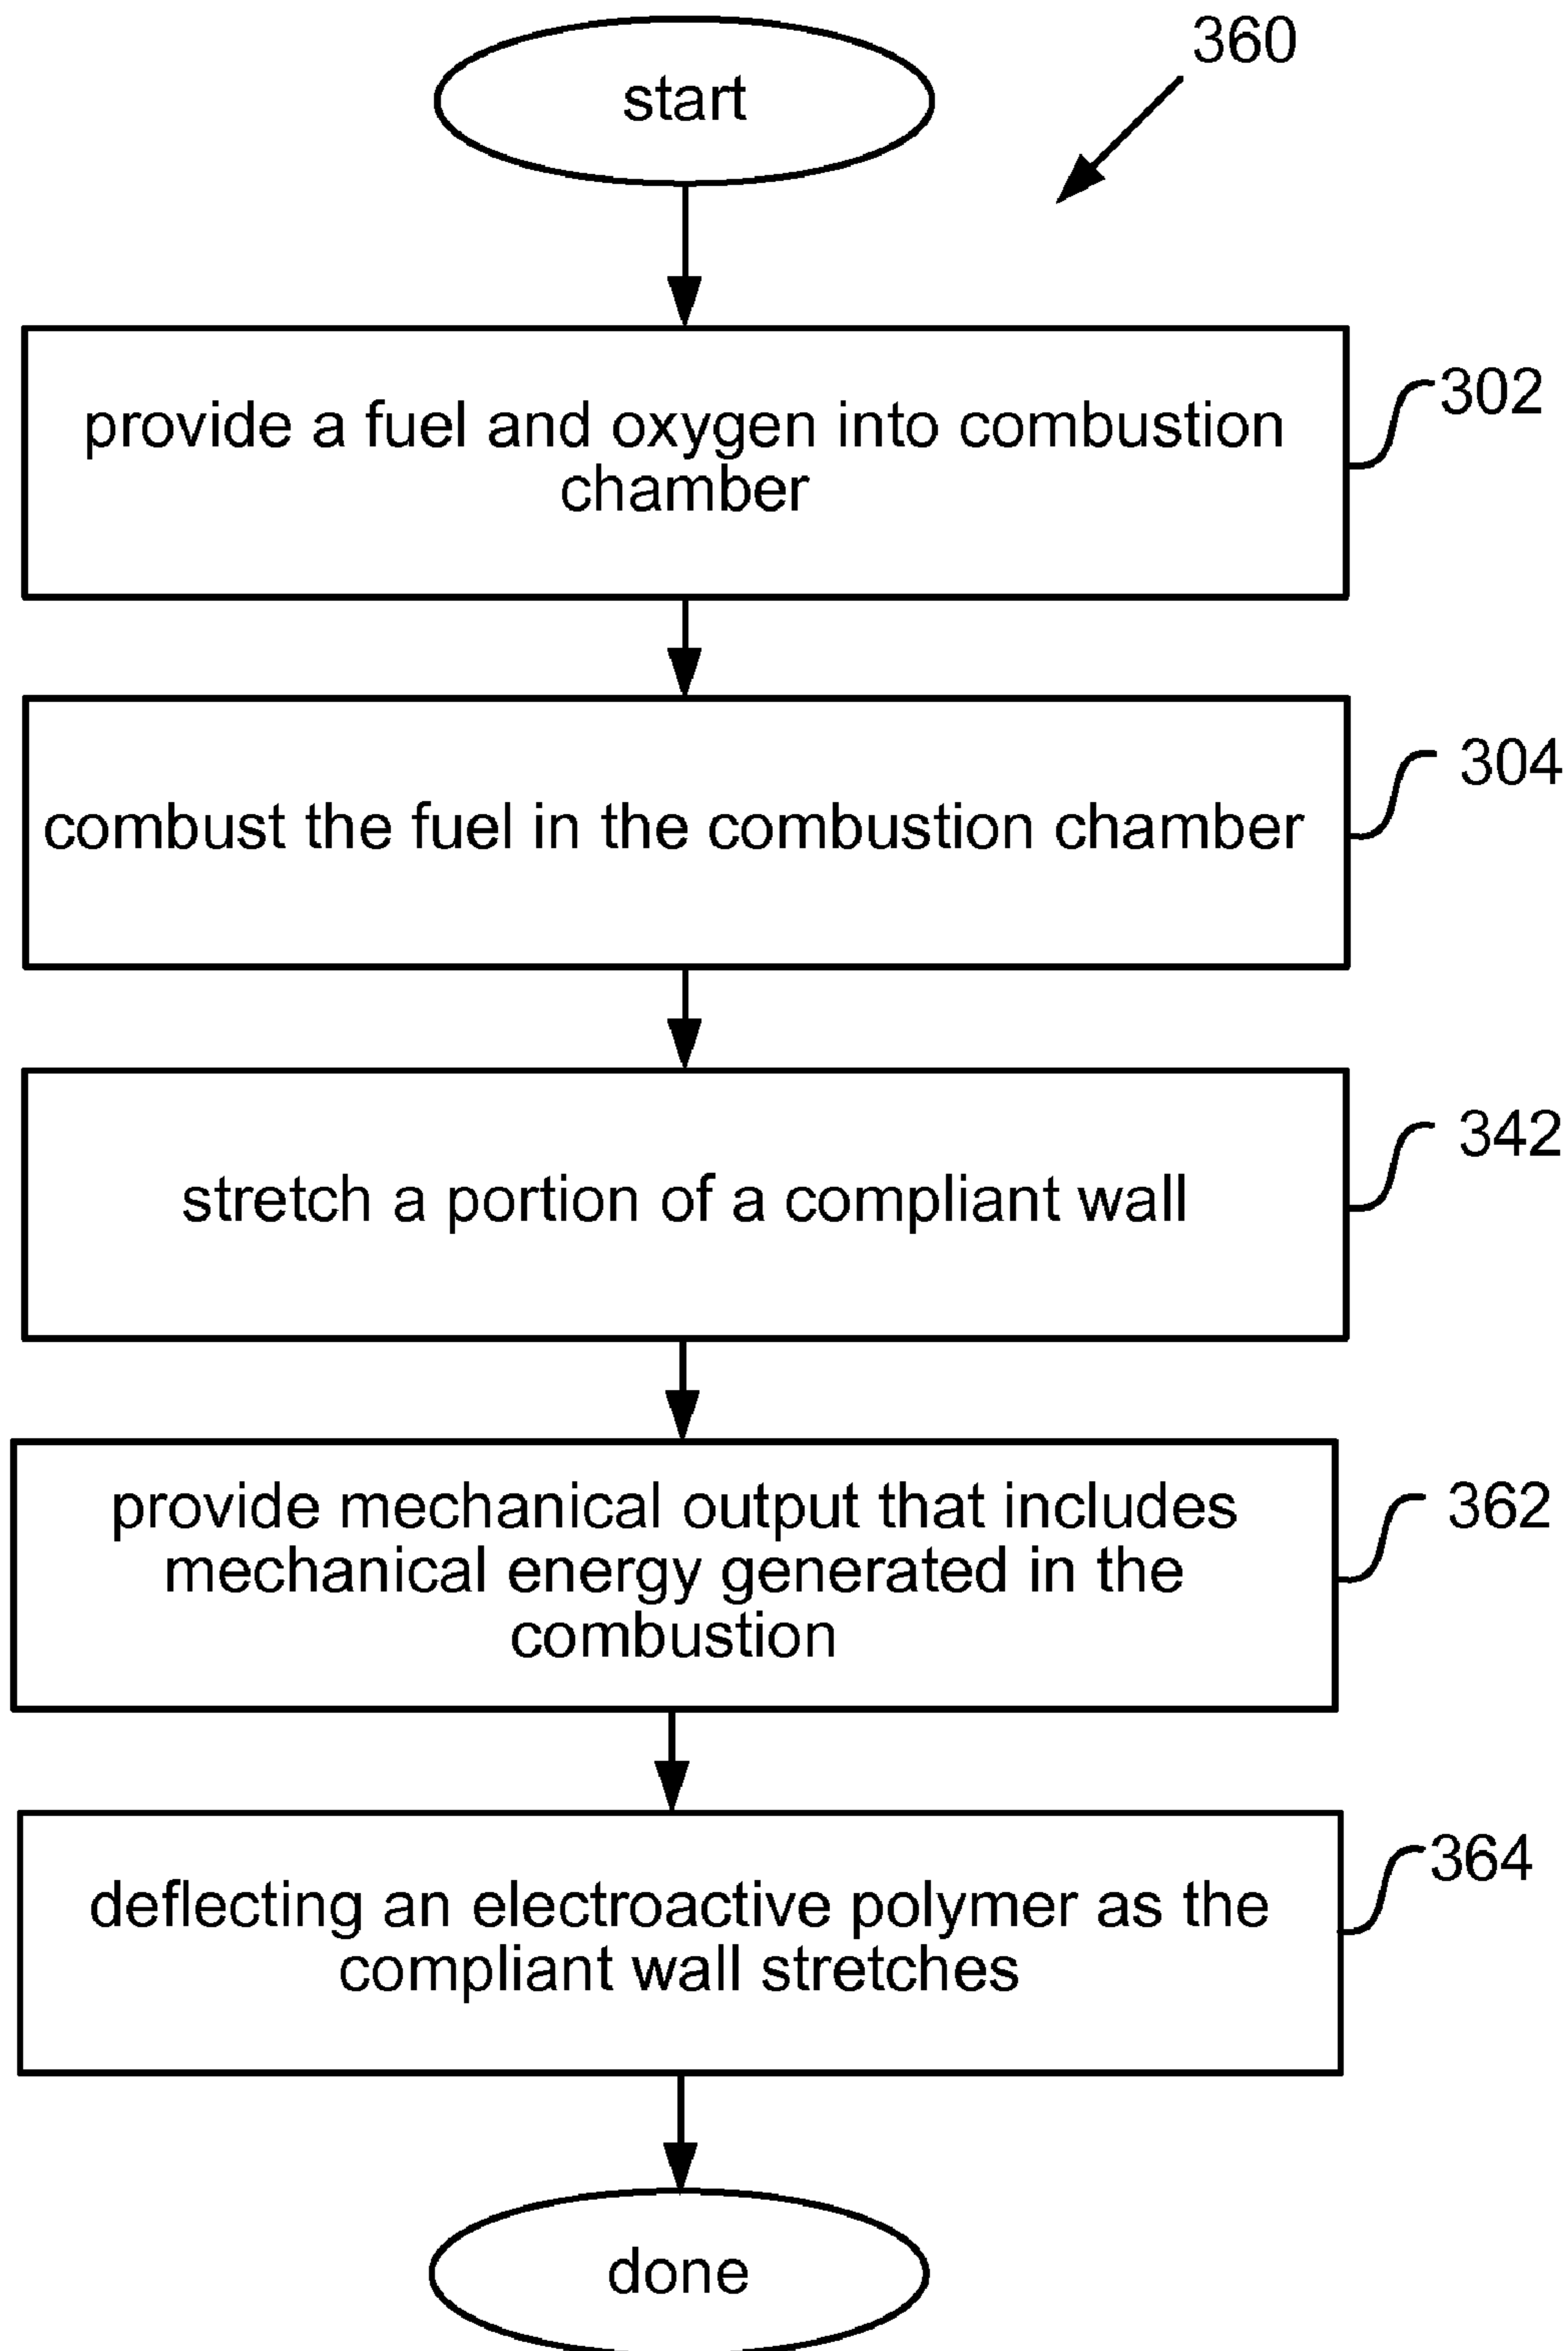 start
360
provide a fuel and oxygen into combustion
chamber
302
combust the fuel in the combustion chamber
304
stretch a portion of a compliant wall
342
provide mechanical output that includes
mechanical energy generated in the
combustion
362
deflecting an electroactive polymer as the
compliant wall stretches
364
done